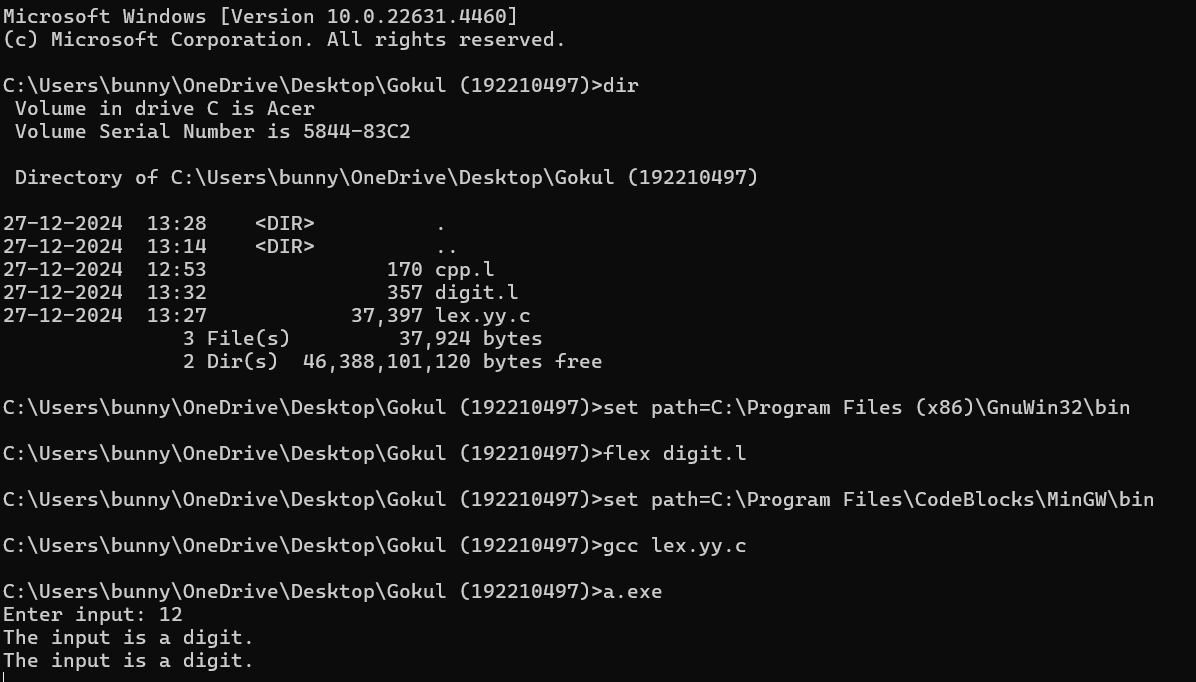 Microsoft Windows [Version 10.0.22631.4460]
(c) Microsoft Corporation. All rights reserved.
C:\Users\bunny\OneDrive\Desktop\Gokul (192210497)>dir
Volume in drive C is Acer
Volume Serial Number is 5844-83C2
Directory of C:\Users\bunny\OneDrive\Desktop\Gokul (192210497)
27-12-2024  13:28    <DIR>          .
27-12-2024  13:14    <DIR>          ..
27-12-2024  12:53               170 cpp.l
27-12-2024  13:32               357 digit.l
27-12-2024  13:27            37,397 lex.yy.c
3 File(s)         37,924 bytes
2 Dir(s)  46,388,101,120 bytes free
C:\Users\bunny\OneDrive\Desktop\Gokul (192210497)>set path=C:\Program Files (x86)\GnuWin32\bin
C:\Users\bunny\OneDrive\Desktop\Gokul (192210497)>flex digit.l
C:\Users\bunny\OneDrive\Desktop\Gokul (192210497)>set path=C:\Program Files\CodeBlocks\MinGW\bin
C:\Users\bunny\OneDrive\Desktop\Gokul (192210497)>gcc lex.yy.c
C:\Users\bunny\OneDrive\Desktop\Gokul (192210497)>a.exe
Enter input: 12
The input is a digit.
The input is a digit.